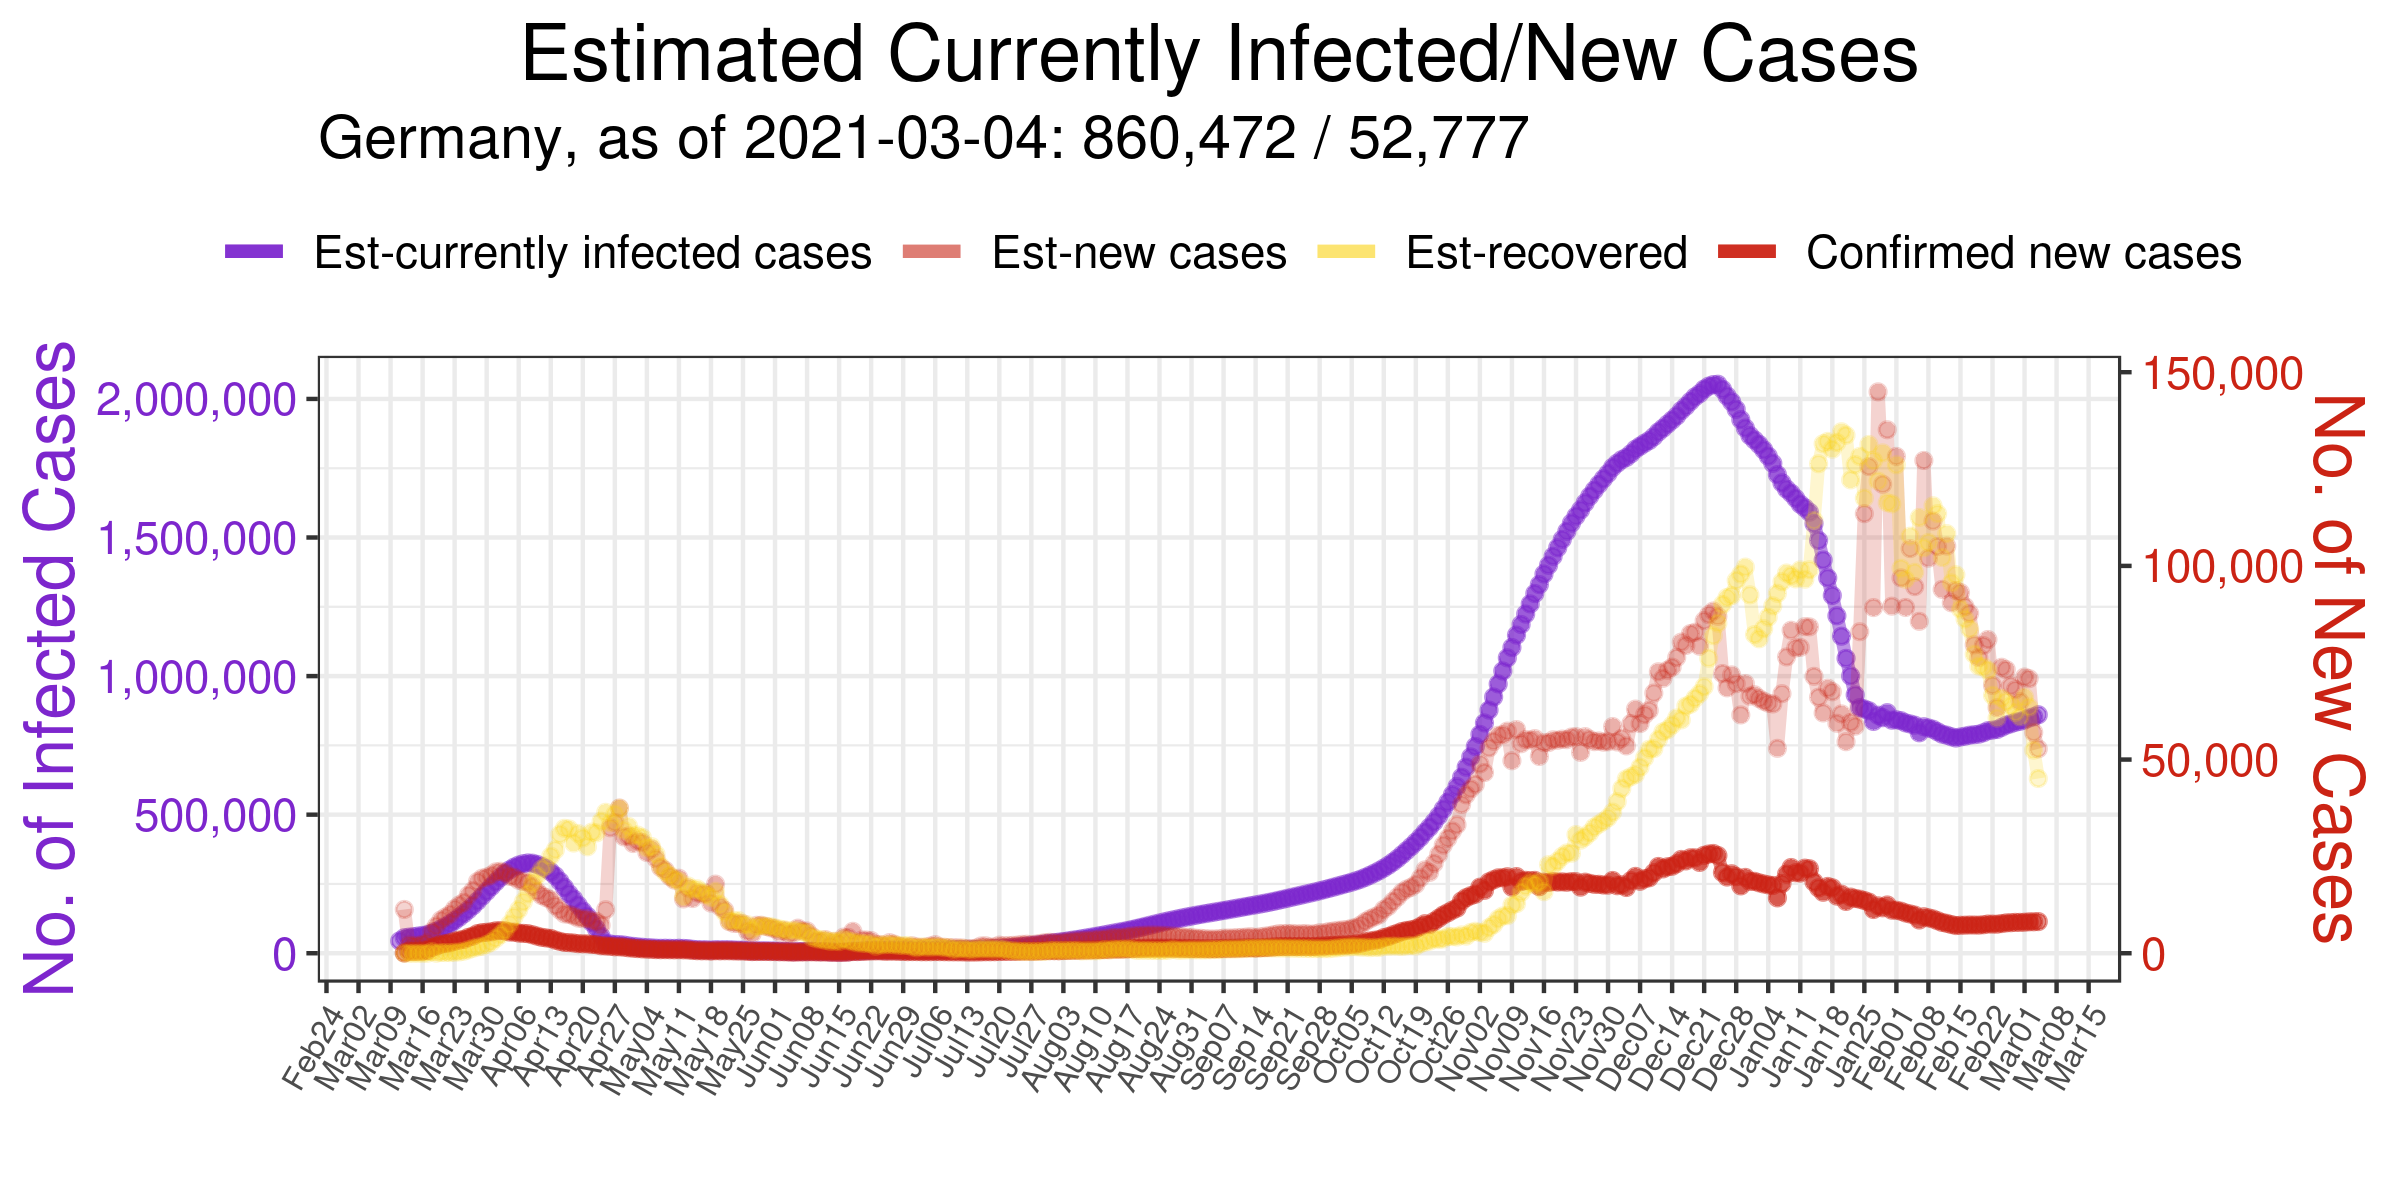 Estimated Currently Infected/New Cases
Germany, as of 2021-03-04: 860,472 / 52,777
Est-currently infected cases Est-new cases Est-recovered Confirmed new cases
No. of Infected Cases
2,000,000
1,500,000
1,000,000
500,000
0
150,000
100,000
50,000
0
No. of New Cases
Feb24 Mar02 Mar09 Mar16 Mar23 Mar30 Apr06 Apr13 Apr20 Apr27 May04 May11 May18 May25 Jun01 Jun08 Jun15 Jun22 Jun29 Jul06 Jul13 Jul20 Jul27 Aug03 Aug10 Aug17 Aug24 Aug31 Sep07 Sep14 Sep21 Sep28 Oct05 Oct12 Oct19 Oct26 Nov02 Nov09 Nov16 Nov23 Nov30 Dec07 Dec14 Dec21 Dec28 Jan04 Jan11 Jan18 Jan25 Feb01 Feb08 Feb15 Feb22 Mar01 Mar08 Mar15